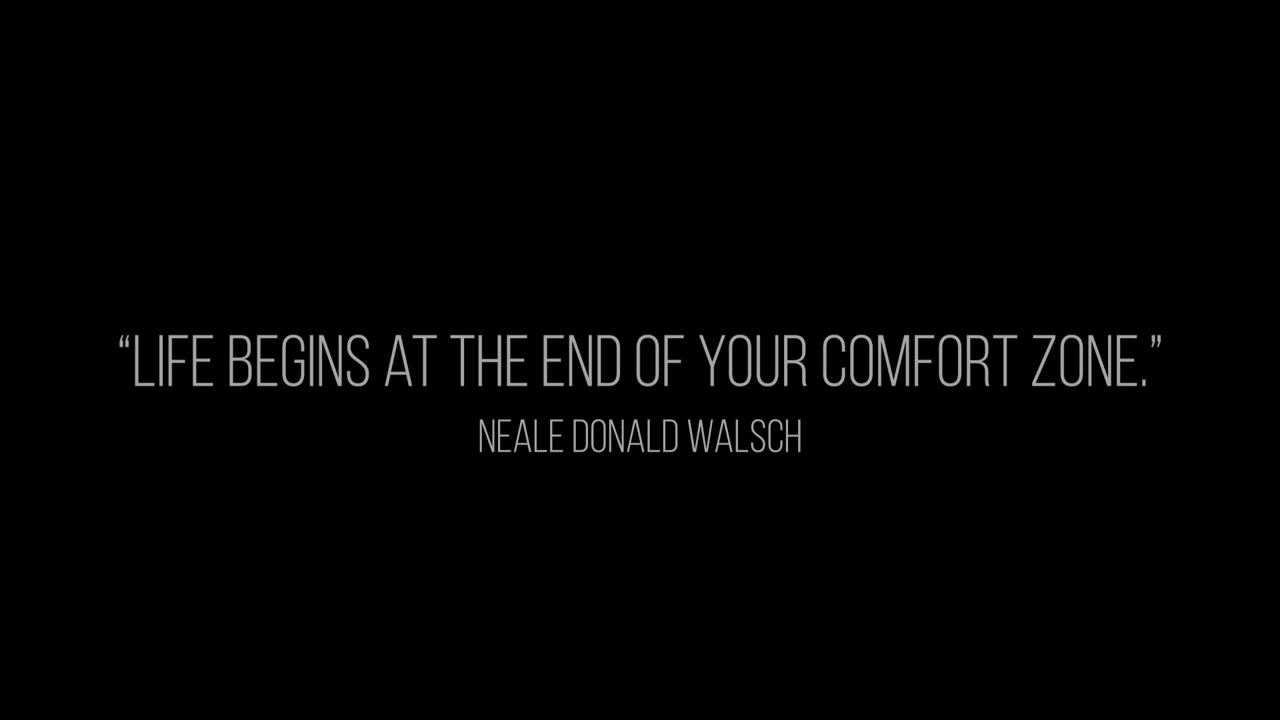 “LIFE BEGINS AT THE END OF YOUR COMFORT ZONE.”
NEALE DONALD WALSCH